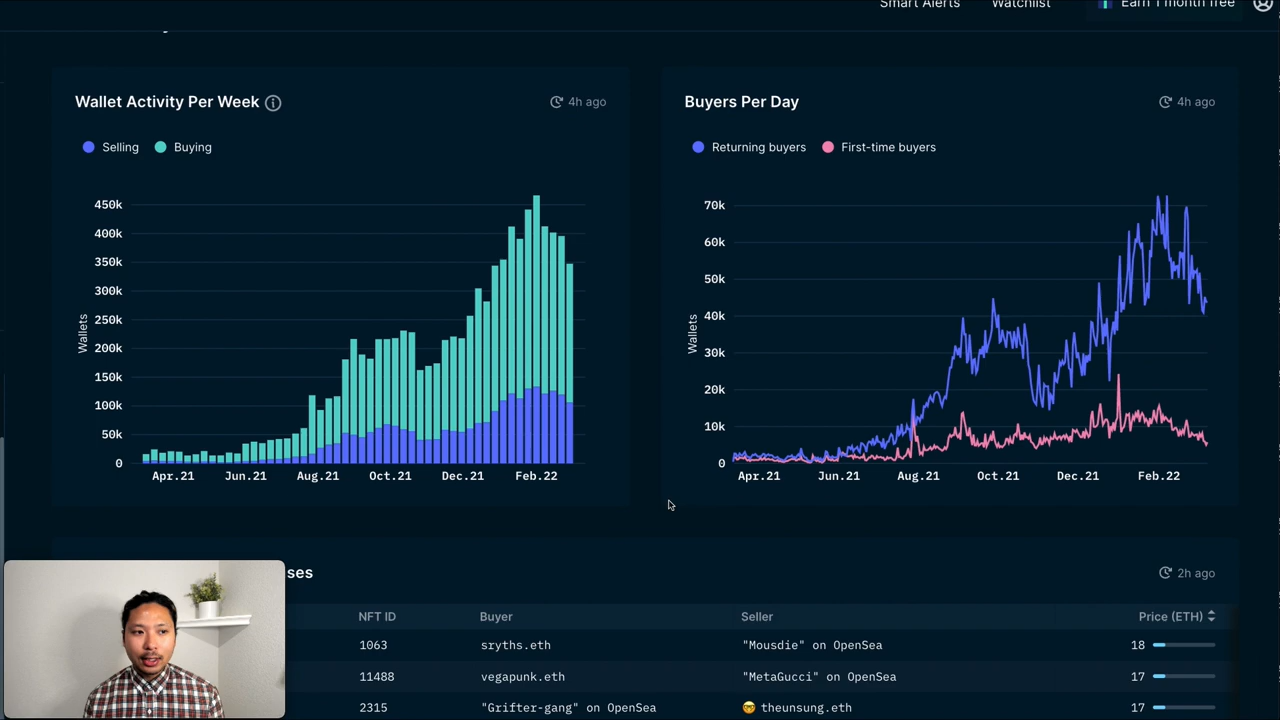 Smart Alerts Watchlist Earn 1 month free
Wallet Activity Per Week 4h ago
Selling Buying
450k
400k
350k
300k
250k
200k
150k
100k
50k
0
Wallets
Apr.21 Jun.21 Aug.21 Oct.21 Dec.21 Feb.22
Buyers Per Day 4h ago
Returning buyers First-time buyers
70k
60k
50k
40k
30k
20k
10k
0
Wallets
Apr.21 Jun.21 Aug.21 Oct.21 Dec.21 Feb.22
ses 2h ago
NFT ID Buyer Seller Price (ETH)
1063 sryths.eth "Mousdie" on OpenSea 18
11488 vegapunk.eth "MetaGucci" on OpenSea 17
2315 "Grifter-gang" on OpenSea 🤓 theunsung.eth 17